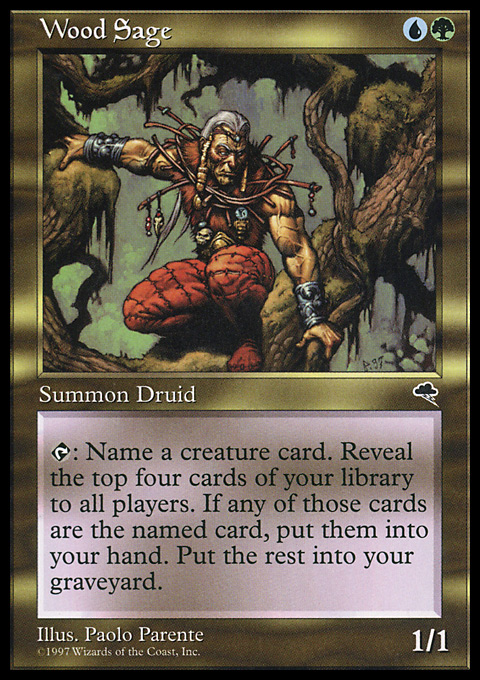 Wood Sage
Summon Druid
: Name a creature card. Reveal
the top four cards of your library
to all players. If any of those cards
are the named card, put them into
your hand. Put the rest into your
graveyard.
Illus. Paolo Parente
©1997 Wizards of the Coast, Inc.
1/1